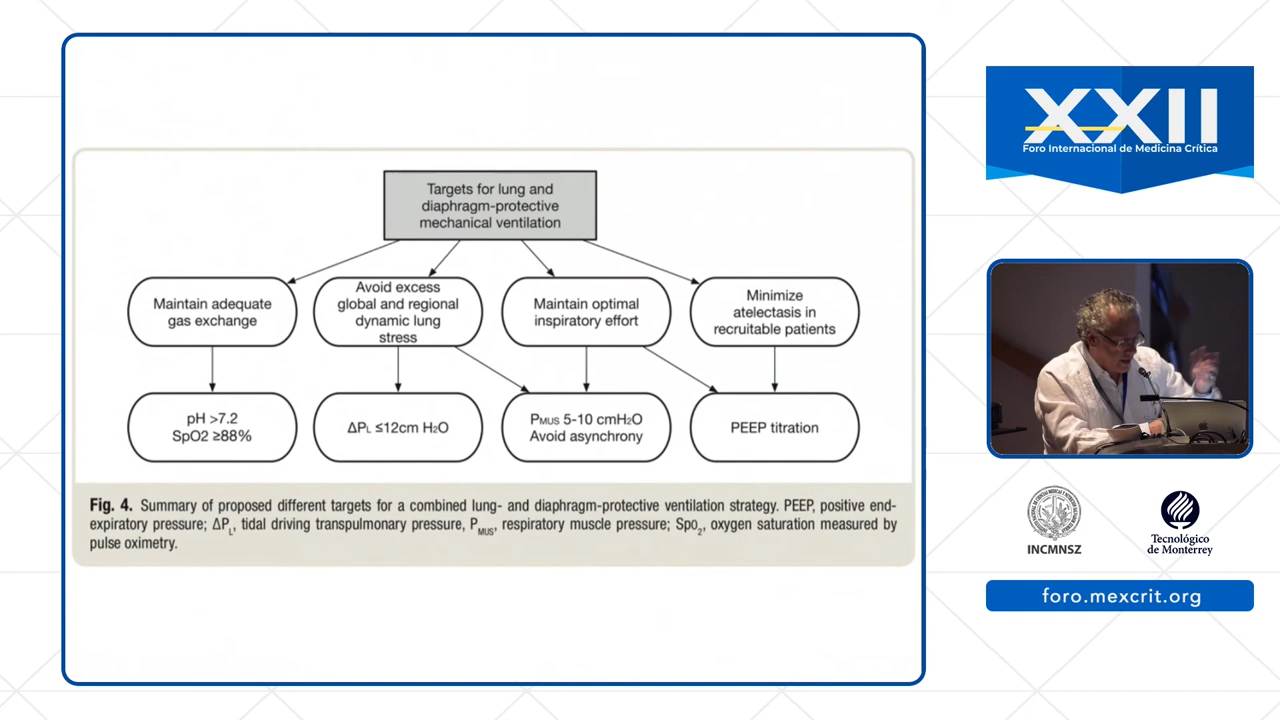 Targets for lung and
diaphragm-protective
mechanical ventilation
Maintain adequate
gas exchange
Avoid excess
global and regional
dynamic lung
stress
Maintain optimal
inspiratory effort
Minimize
atelectasis in
recruitable patients
pH >7.2
SpO2 ≥88%
ΔPL ≤12cm H2O
PMUS 5-10 cmH2O
Avoid asynchrony
PEEP titration
Fig. 4. Summary of proposed different targets for a combined lung- and diaphragm-protective ventilation strategy. PEEP, positive end-
expiratory pressure; ΔPL, tidal driving transpulmonary pressure, PMUS, respiratory muscle pressure; Sp02, oxygen saturation measured by
pulse oximetry.
XXII
Foro Internacional de Medicina Crítica
INCMNSZ
Tecnológico
de Monterrey
foro.mexcrit.org